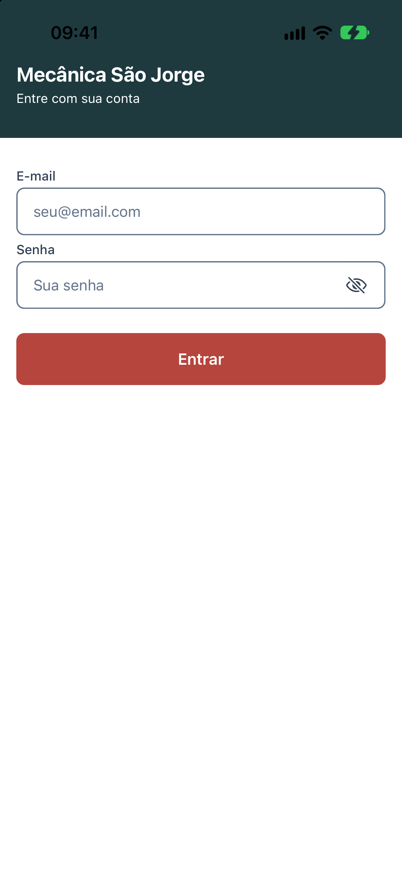 09:41
Mecânica São Jorge
Entre com sua conta
E-mail
seu@email.com
Senha
Sua senha
Entrar